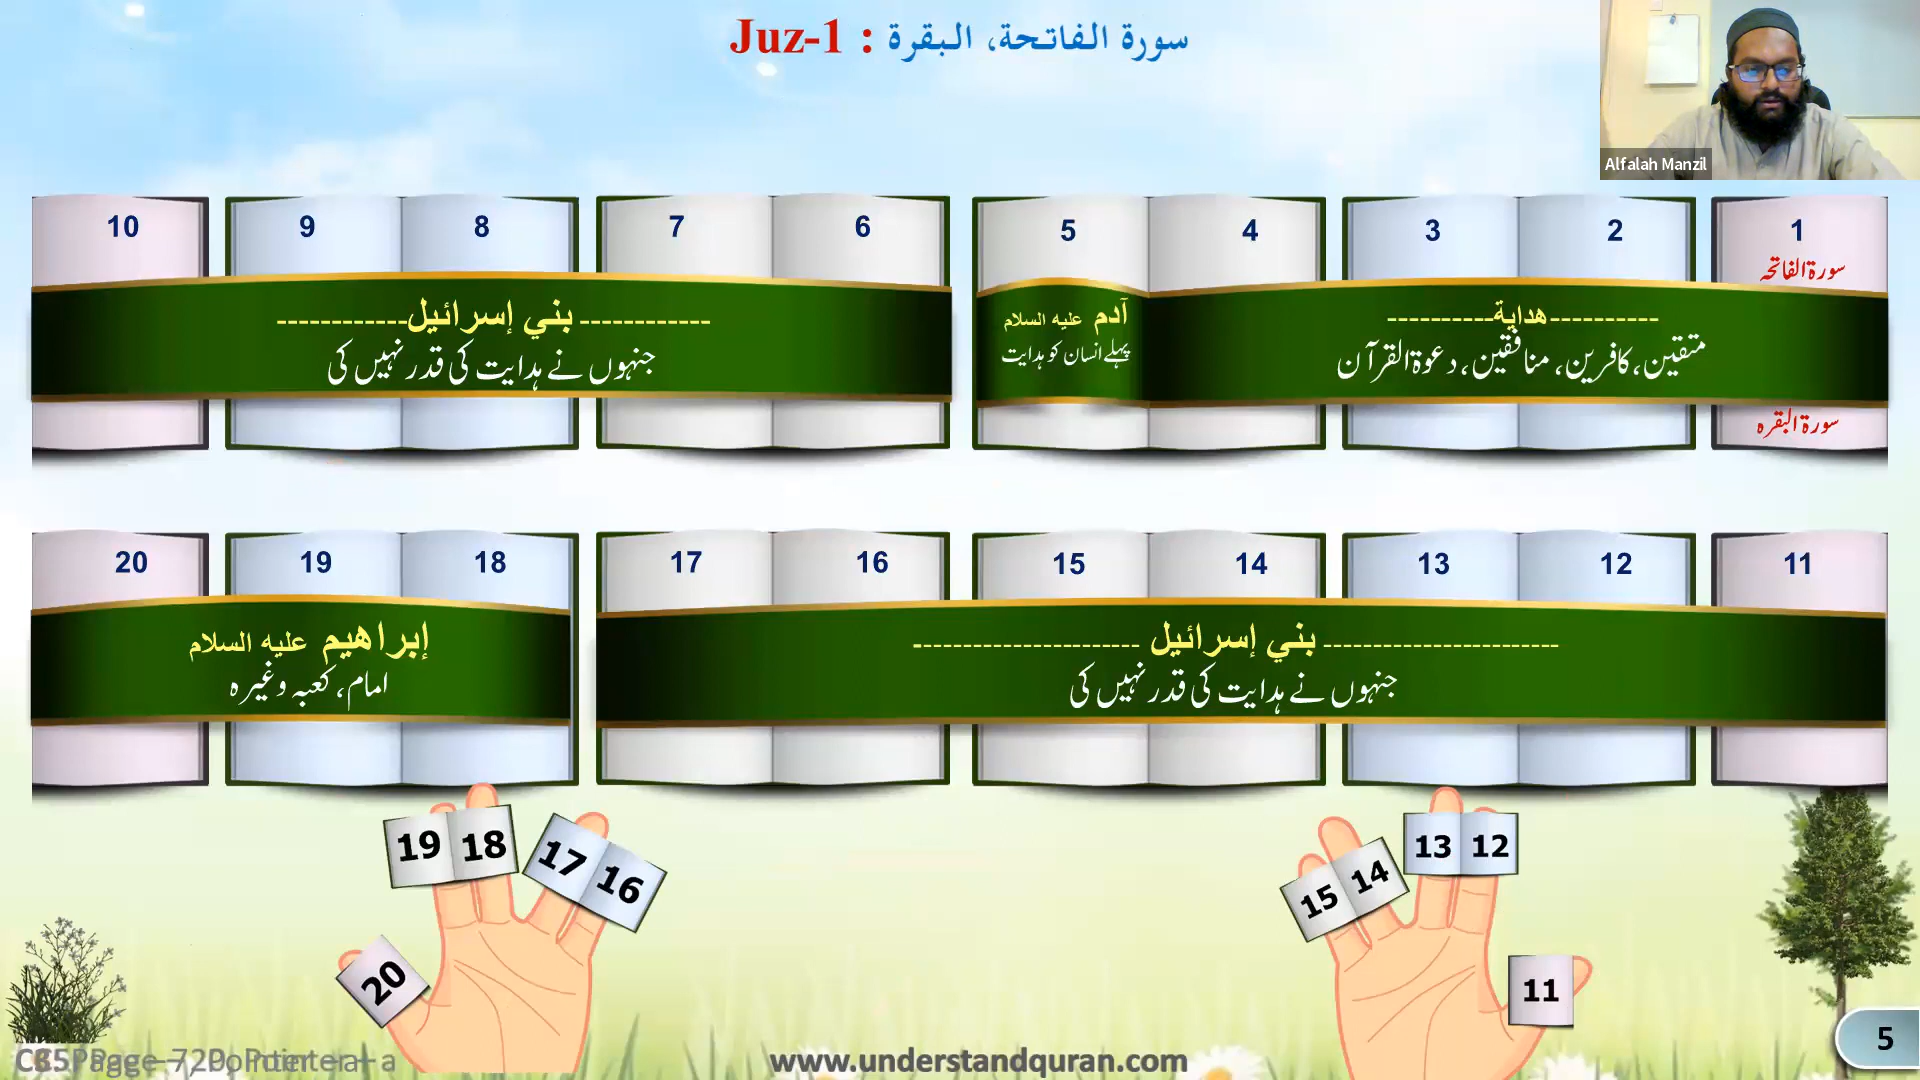 Juz-1 : سورة الفاتحة، البقرة
Alfalah Manzil
1 2 3 4 5 6 7 8 9 10
سورۃ الفاتحہ
----------هداية----------
متقین، کافرین، منافقین، دعوۃ القرآن
آدم عليه السلام
پہلے انسان کو ہدایت
------------بني إسرائيل------------
جنہوں نے ہدایت کی قدر نہیں کی
سورۃ البقرہ
11 12 13 14 15 16 17 18 19 20
------------------------ بني إسرائيل ------------------------
جنہوں نے ہدایت کی قدر نہیں کی
إبراهيم عليه السلام
امام، کعبہ وغیرہ
19 18
17 16
20
15 14
13 12
11
www.understandquran.com
5